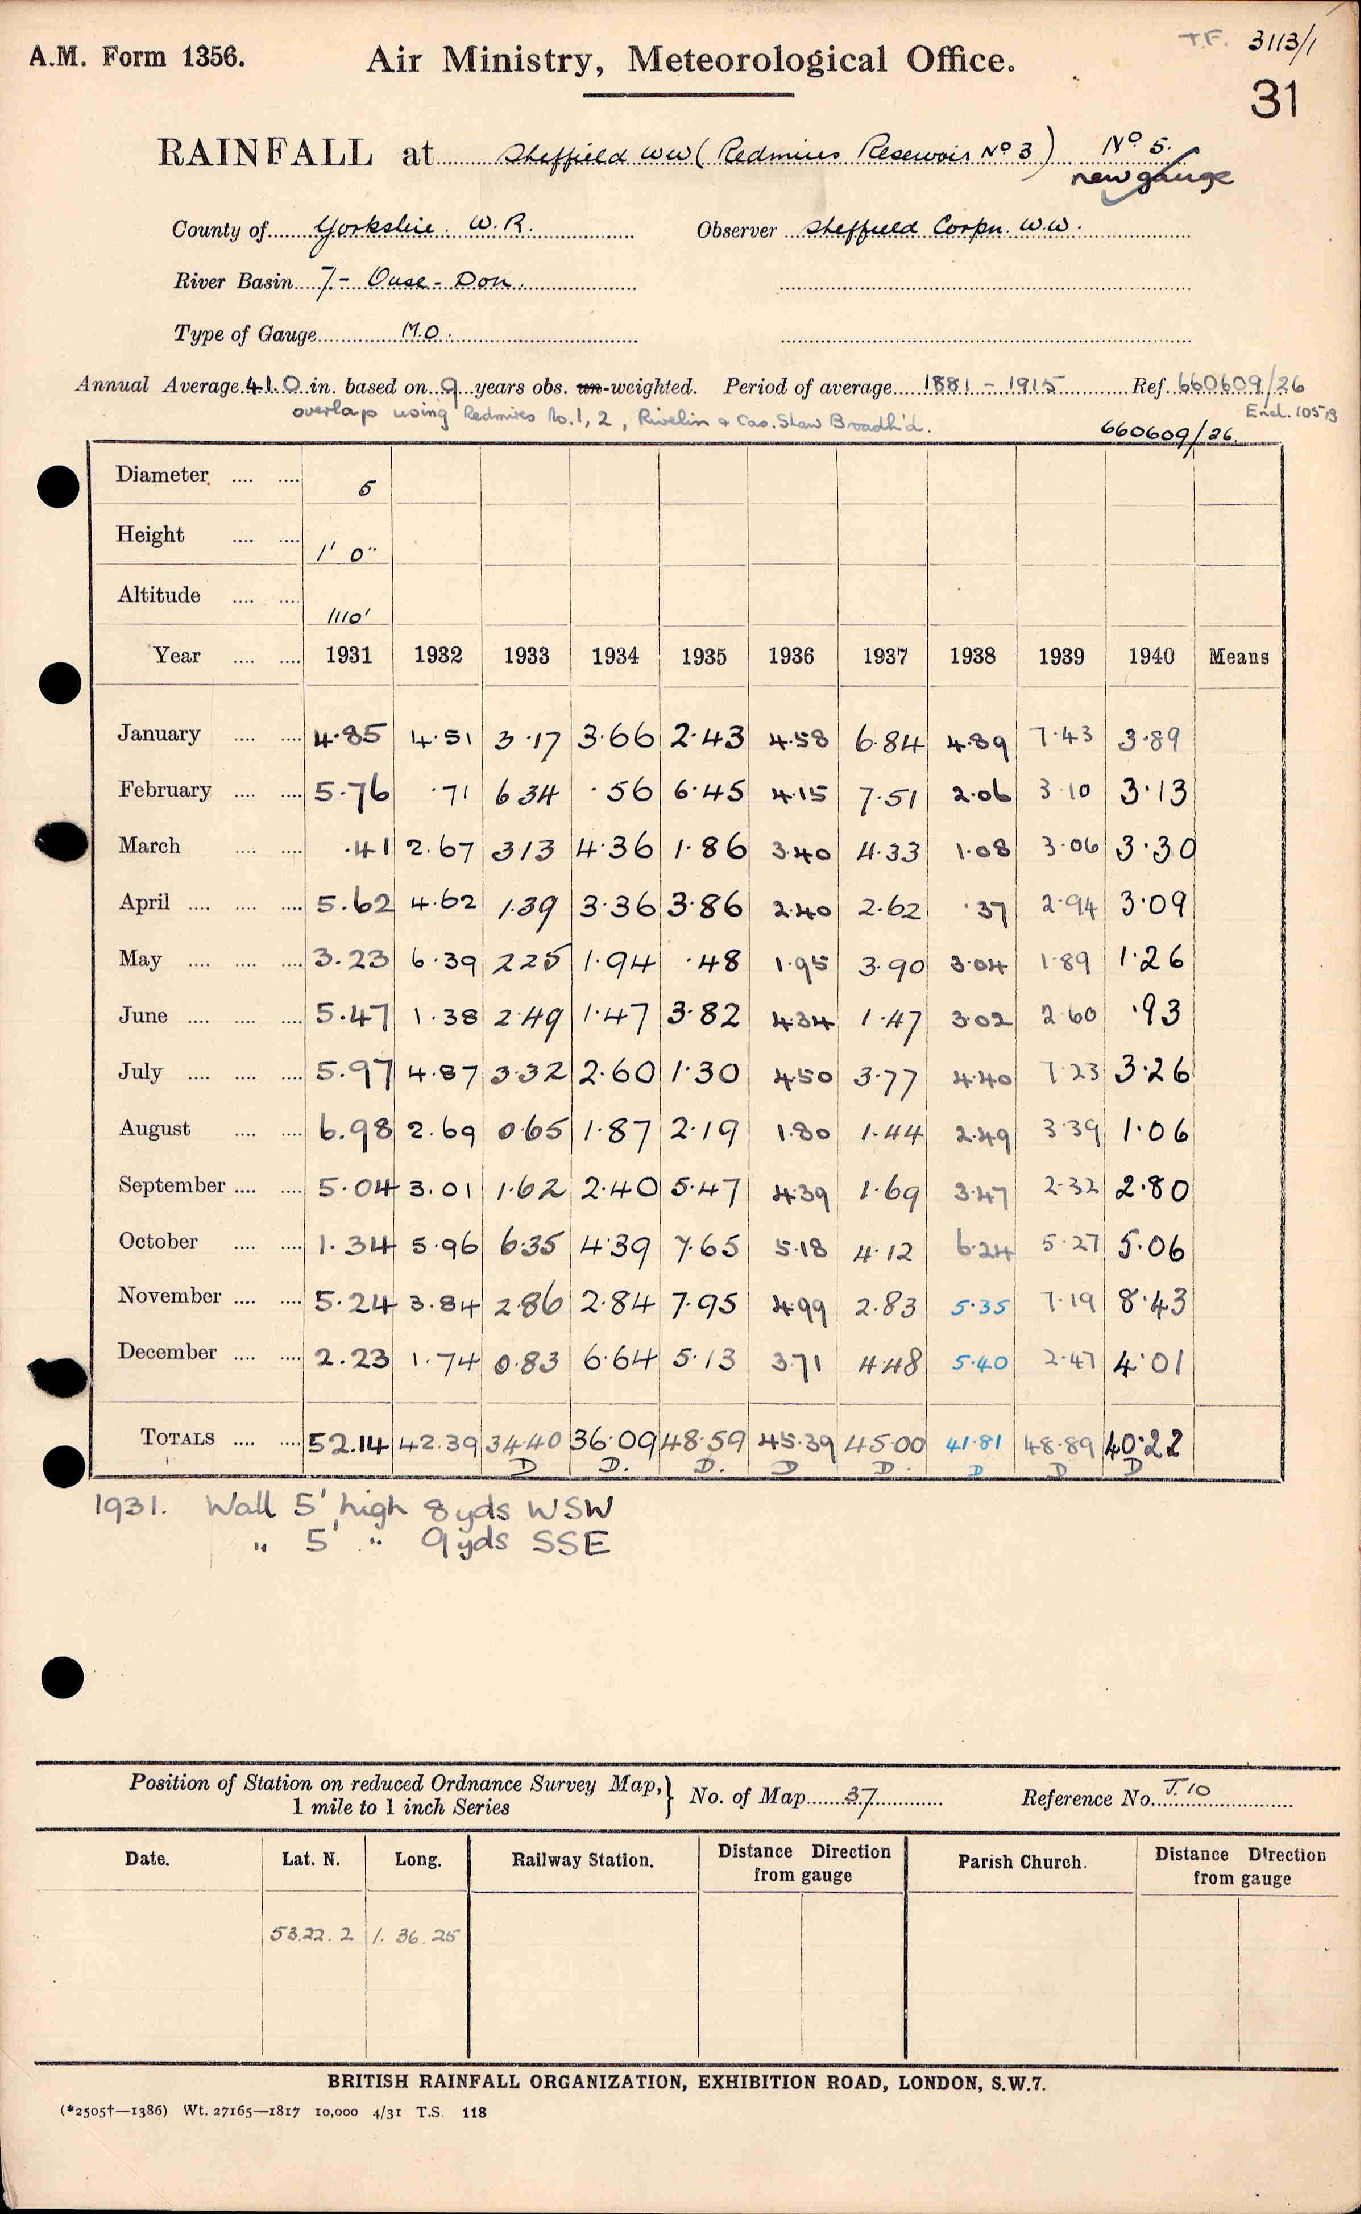 T.F. 3113/1
A.M. Form 1356. Air Ministry, Meteorological Office.
31
RAINFALL at Sheffield WW (Redmires Reservoir No 3) No 5.
new gauge
County of Yorkshire. W.R. Observer Sheffield Corpn. W.W.
River Basin 7- Ouse - Don.
Type of Gauge M.O.
Annual Average 41.0 in. based on 9 years obs. un-weighted. Period of average 1881 - 1915 Ref. 660609/26
overlap using Redmires No. 1, 2, Rivelin & Cao. Shaw Broadh'd. End. 105B
660609/26.
Diameter .... .... 5
Height .... .... 1' 0"
Altitude .... .... 1110'
Year .... .... 1931 1932 1933 1934 1935 1936 1937 1938 1939 1940 Means
January .... .... 4.85 4.51 3.17 3.66 2.43 4.58 6.84 4.89 7.43 3.89
February .... .... 5.76 .71 6 34 .56 6.45 4.15 7.51 2.06 3.10 3.13
March .... .... .41 2.67 313 4.36 1.86 3.40 4.33 1.08 3.06 3.30
April .... .... .... 5.62 4.62 1.39 3.36 3.86 2.40 2.62 .37 2.94 3.09
May .... .... .... 3.23 6.39 225 1.94 .48 1.95 3.90 3.04 1.89 1.26
June .... .... .... 5.47 1.38 2.49 1.47 3.82 4.34 1.47 3.02 2.60 .93
July .... .... .... 5.97 4.87 3.32 2.60 1.30 4.50 3.77 4.40 7.23 3.26
August .... .... 6.98 2.69 0.65 1.87 2.19 1.80 1.44 2.49 3.39 1.06
September .... .... 5.04 3.01 1.62 2.40 5.47 4.39 1.69 3.47 2.32 2.80
October .... .... 1.34 5.96 6.35 4.39 7.65 5.18 4.12 6.24 5.27 5.06
November .... .... 5.24 3.84 2.86 2.84 7.95 4.99 2.83 5.35 7.19 8.43
December .... .... 2.23 1.74 0.83 6.64 5.13 3.71 4.48 5.40 2.47 4.01
TOTALS .... .... 52.14 42.39 34.40 36.09 48.59 45.39 45.00 41.81 48.89 40.22
D D. D. D D. D D D
1931. Wall 5' high 8 yds WSW
" 5' " 9 yds SSE
Position of Station on reduced Ordnance Survey Map,} No. of Map 37 Reference No. J.10
1 mile to 1 inch Series
Date. Lat. N. Long. Railway Station. Distance Direction from gauge Parish Church. Distance Direction from gauge
53.22.2 1.36.25
BRITISH RAINFALL ORGANIZATION, EXHIBITION ROAD, LONDON, S.W.7.
(*2505†—1386) Wt. 27165—1817 10,000 4/31 T.S. 118